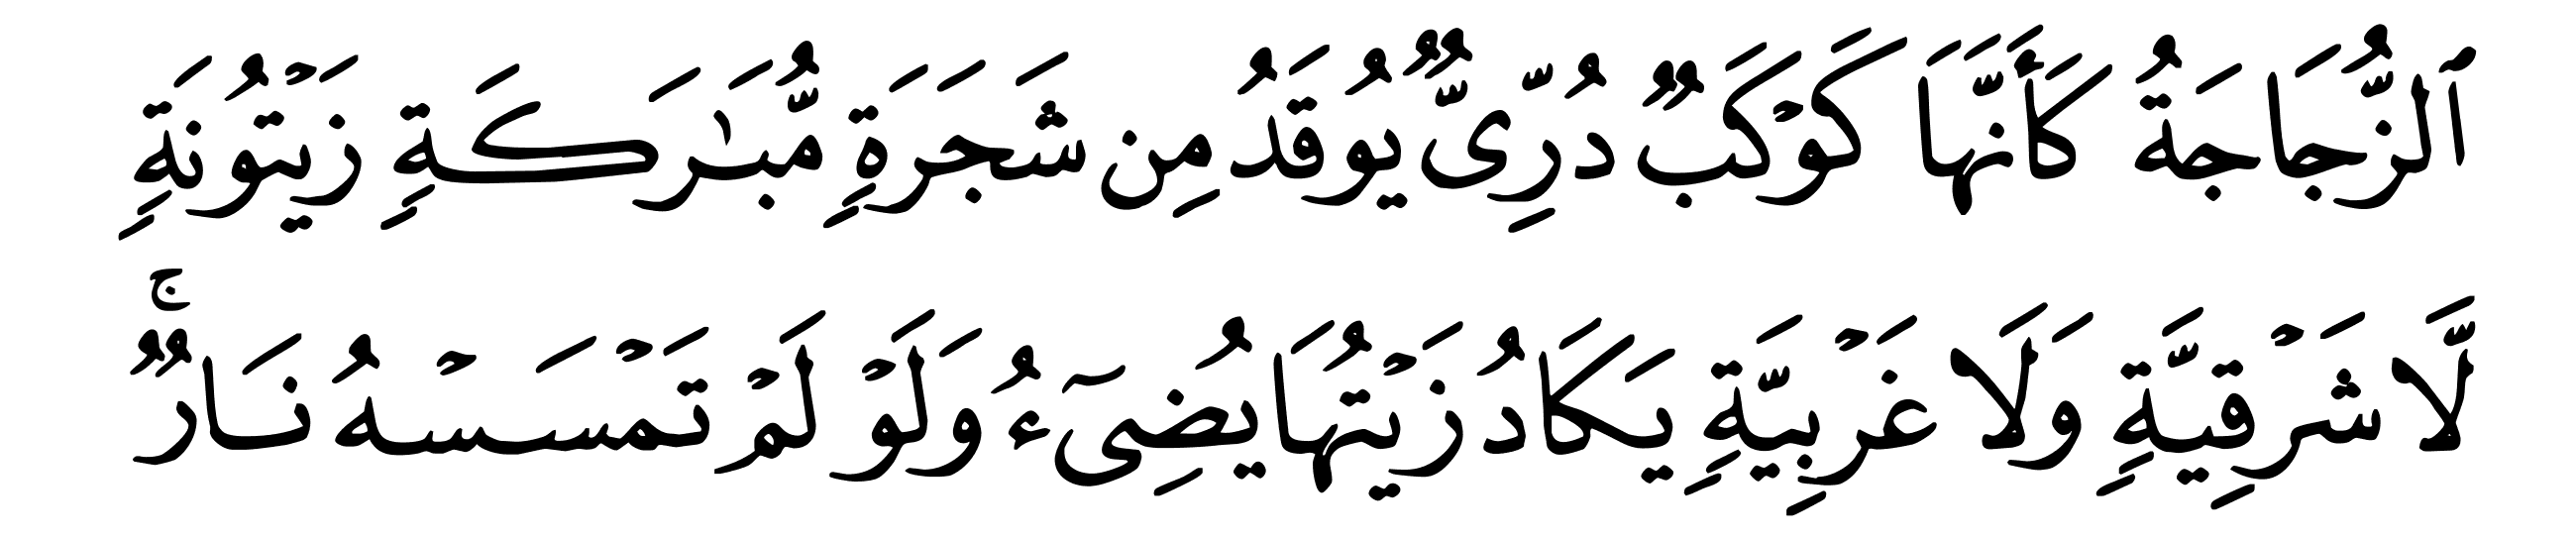 ٱلزُّجَاجَةُ كَأَنَّهَا كَوْكَبٌ دُرِّىٌّ يُوقَدُ مِن شَجَرَةٍ مُّبَـٰرَكَةٍ زَيْتُونَةٍ
لَّا شَرْقِيَّةٍ وَلَا غَرْبِيَّةٍ يَكَادُ زَيْتُهَا يُضِىٓءُ وَلَوْ لَمْ تَمْسَسْهُ نَارٌ ۚ